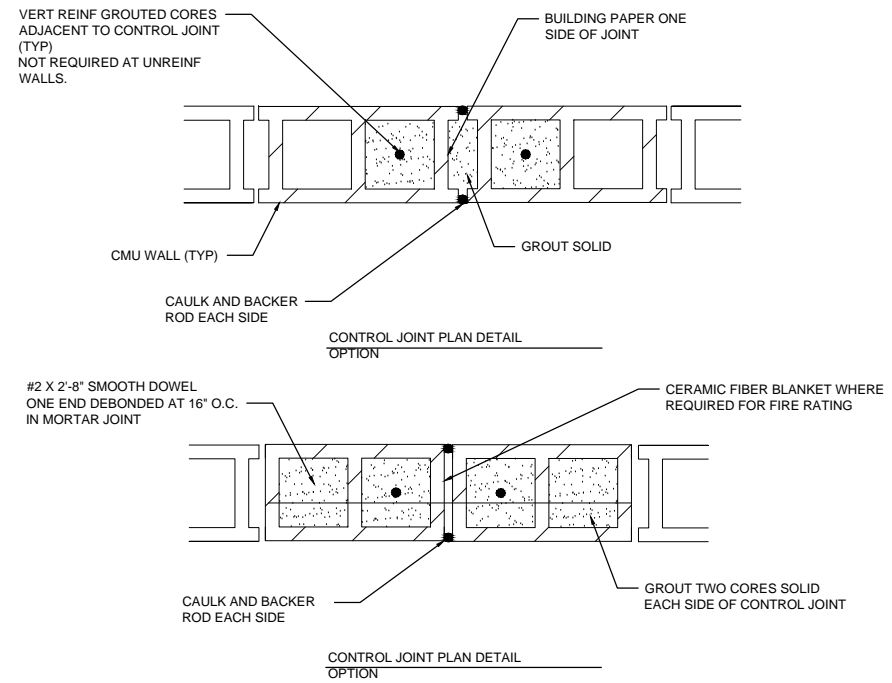 VERT REINF GROUTED CORES
ADJACENT TO CONTROL JOINT
(TYP)
NOT REQUIRED AT UNREINF
WALLS.
BUILDING PAPER ONE
SIDE OF JOINT
CMU WALL (TYP)
GROUT SOLID
CAULK AND BACKER
ROD EACH SIDE
CONTROL JOINT PLAN DETAIL
OPTION
#2 X 2'-8" SMOOTH DOWEL
ONE END DEBONDED AT 16" O.C.
IN MORTAR JOINT
CERAMIC FIBER BLANKET WHERE
REQUIRED FOR FIRE RATING
CAULK AND BACKER
ROD EACH SIDE
GROUT TWO CORES SOLID
EACH SIDE OF CONTROL JOINT
CONTROL JOINT PLAN DETAIL
OPTION